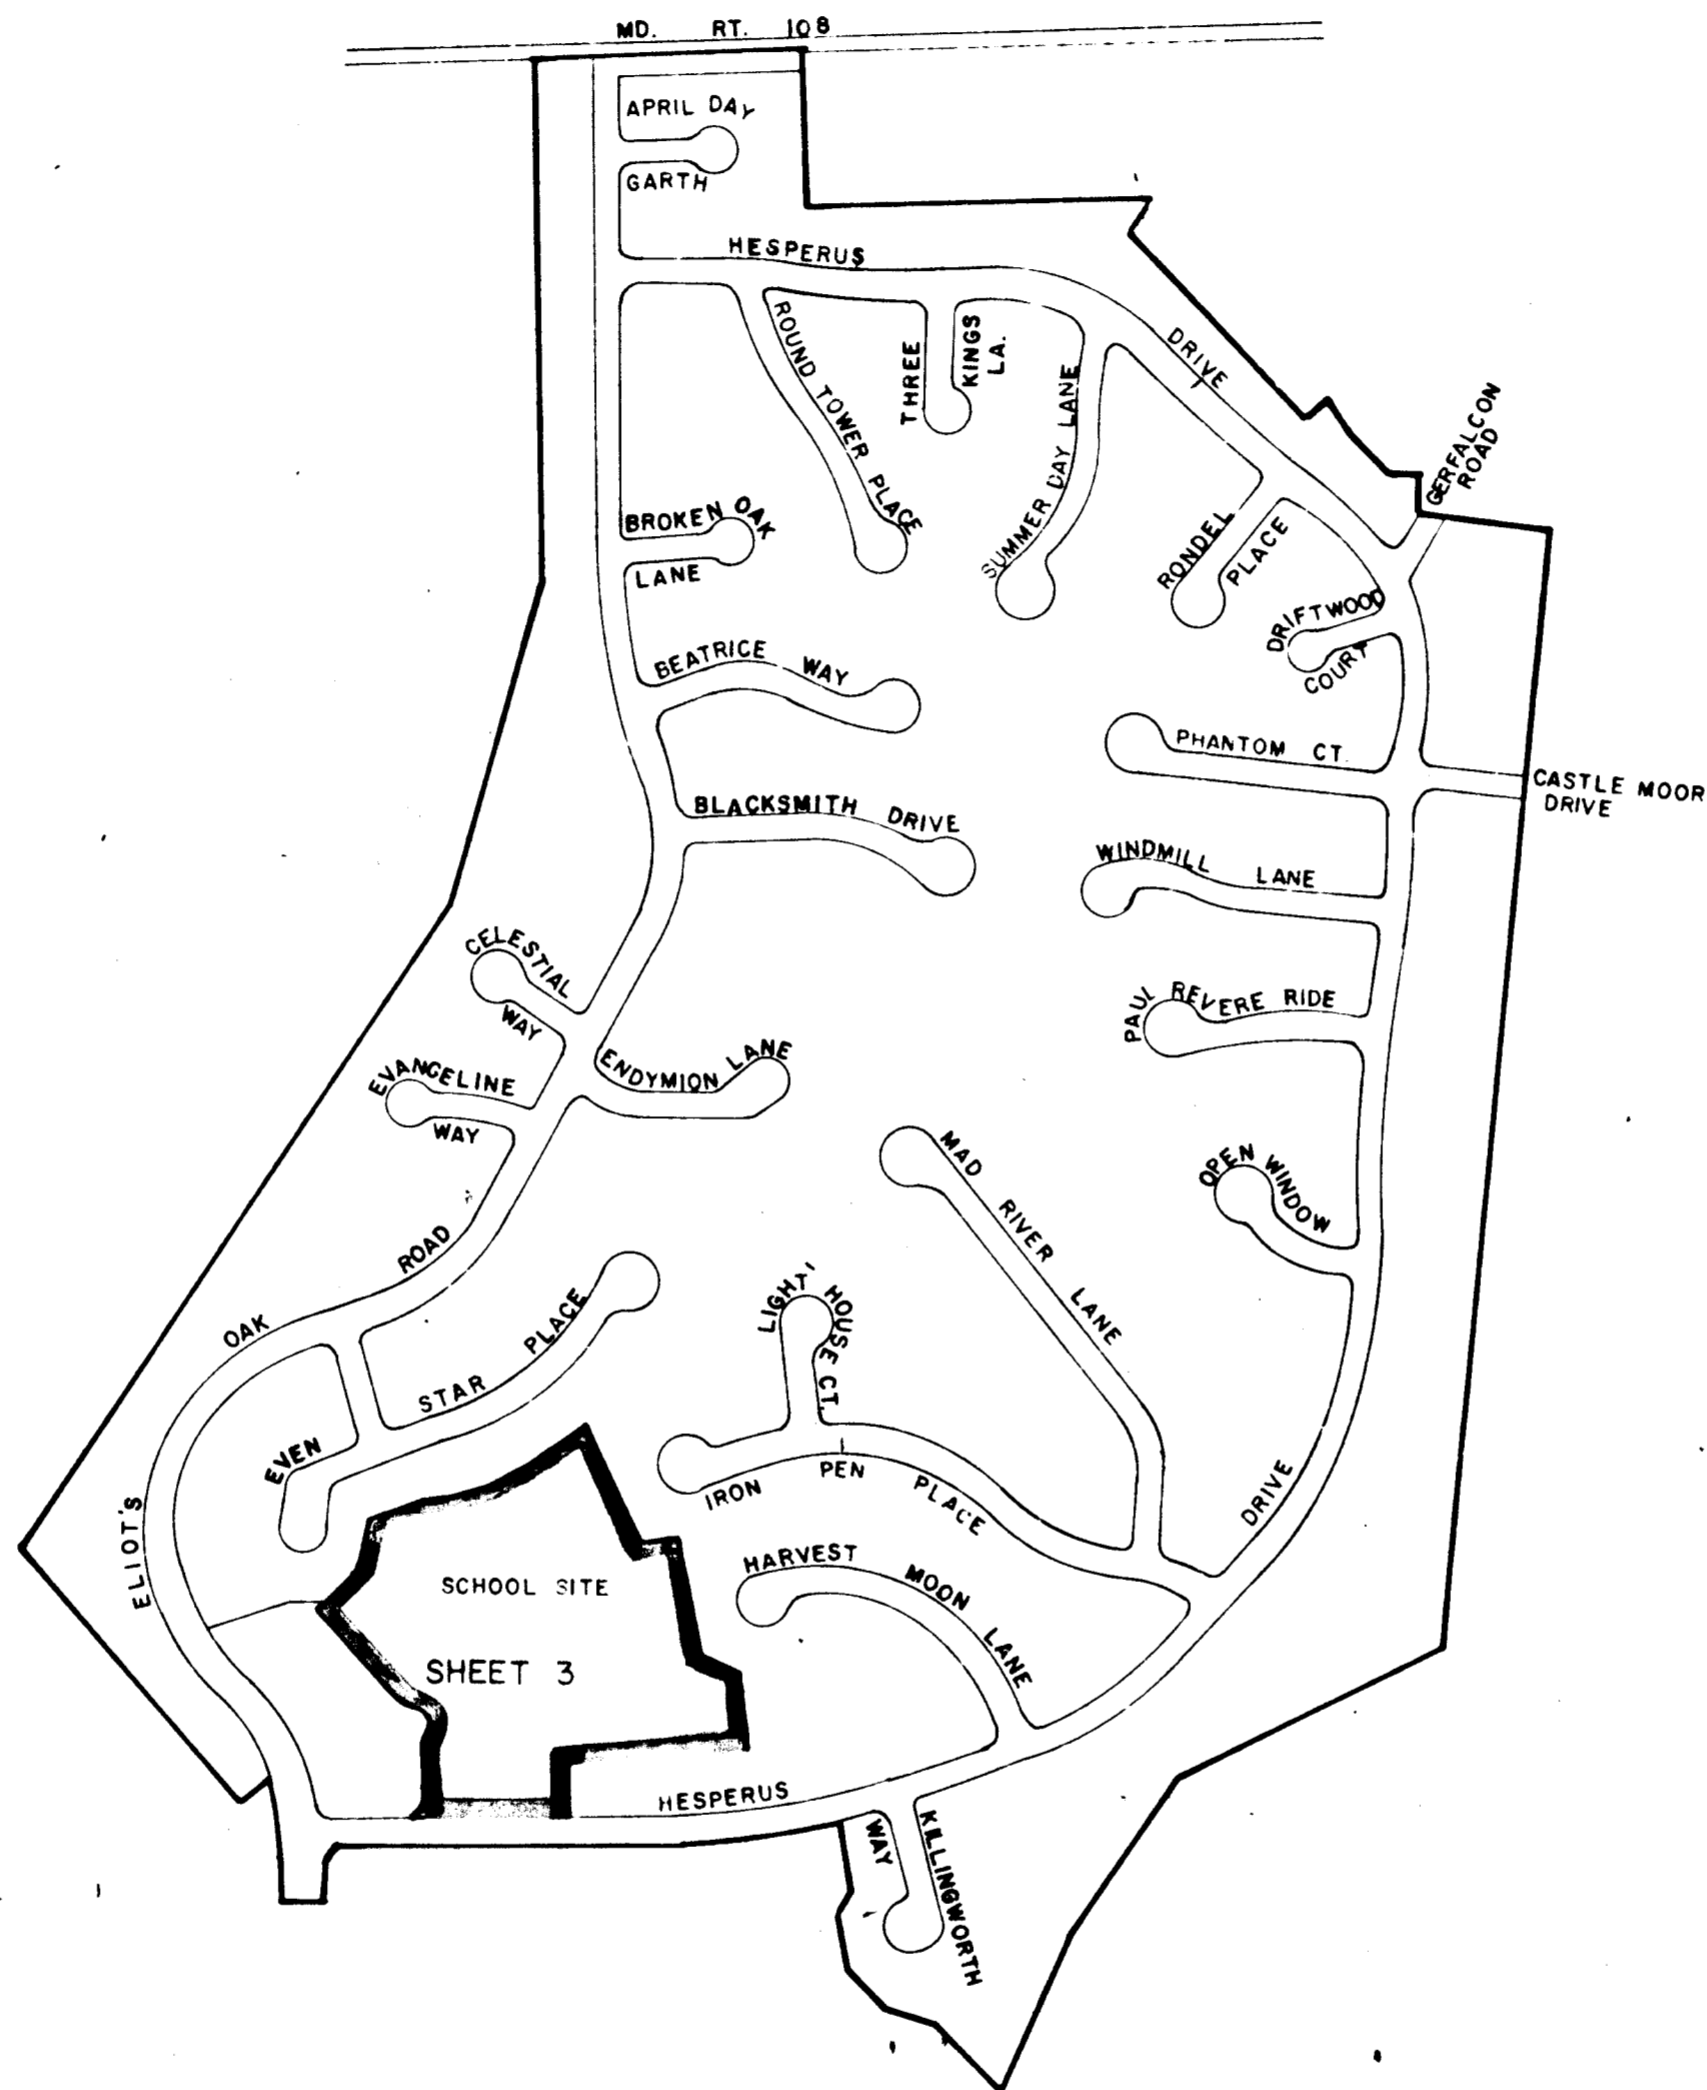 MD. RT. 108
APRIL DAY
GARTH
HESPERUS
DRIVE
ROUND TOWER PLACE
THREE
KINGS
LA.
SUMMER DAY LANE
GERFALCON
ROAD
BROKEN OAK
LANE
RONDEL
PLACE
DRIFTWOOD
COURT
BEATRICE WAY
PHANTOM CT.
CASTLE MOOR
DRIVE
BLACKSMITH DRIVE
WINDMILL LANE
CELESTIAL
WAY
PAUL REVERE RIDE
EVANGELINE
WAY
ENDYMION LANE
MAD RIVER LANE
OPEN WINDOW
ELIOT'S OAK ROAD
EVEN STAR PLACE
LIGHT HOUSE CT.
IRON PEN PLACE
DRIVE
HARVEST MOON LANE
SCHOOL SITE
SHEET 3
HESPERUS
KILLINGWORTH
WAY